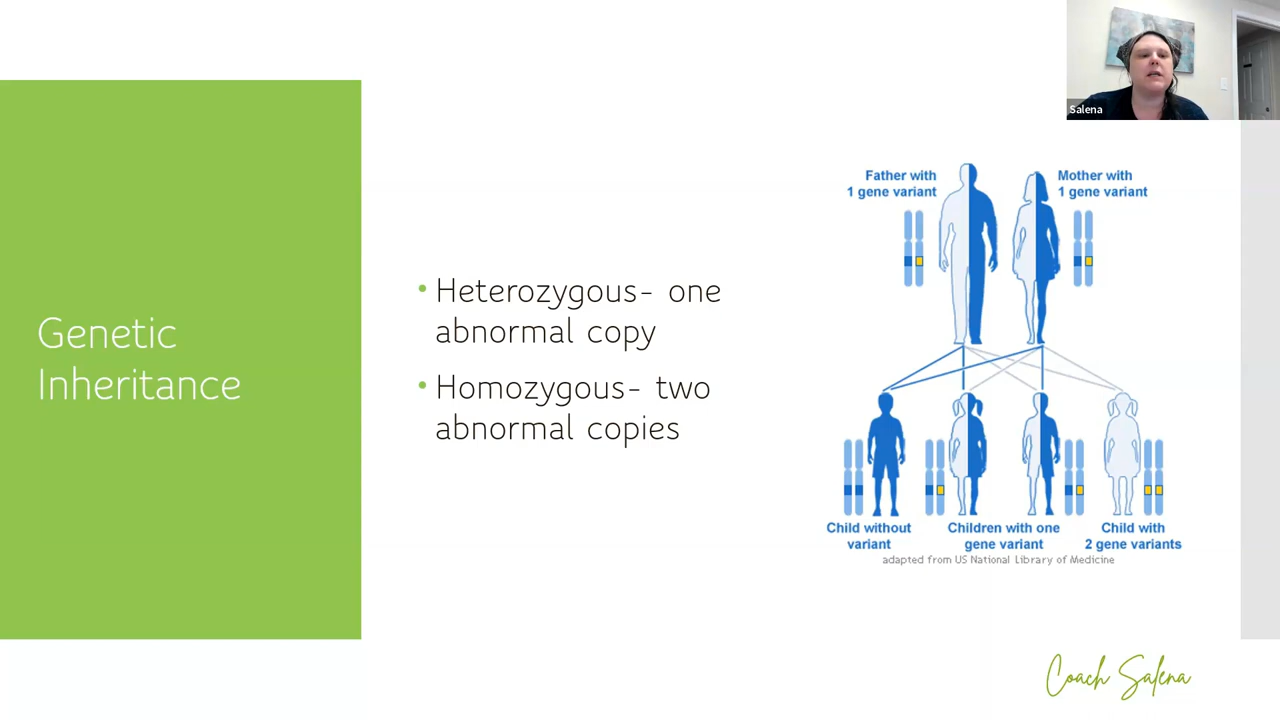 Salena
Genetic
Inheritance
• Heterozygous- one
abnormal copy
• Homozygous- two
abnormal copies
Father with
1 gene variant
Mother with
1 gene variant
Child without
variant
Children with one
gene variant
Child with
2 gene variants
adapted from US National Library of Medicine
Coach Salena